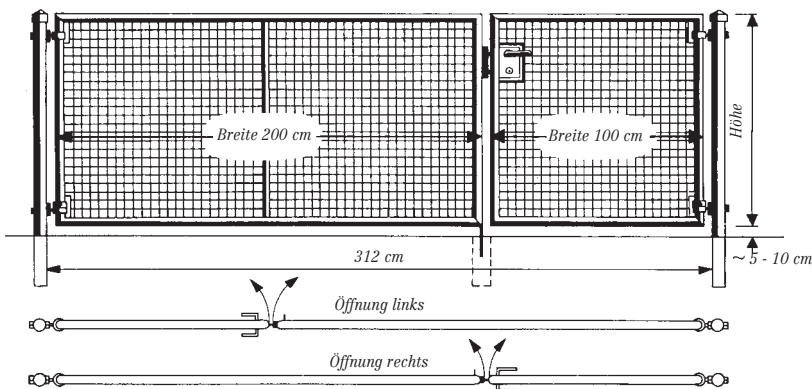 Breite 200 cm
Breite 100 cm
Höhe
312 cm
~ 5 - 10 cm
Öffnung links
Öffnung rechts